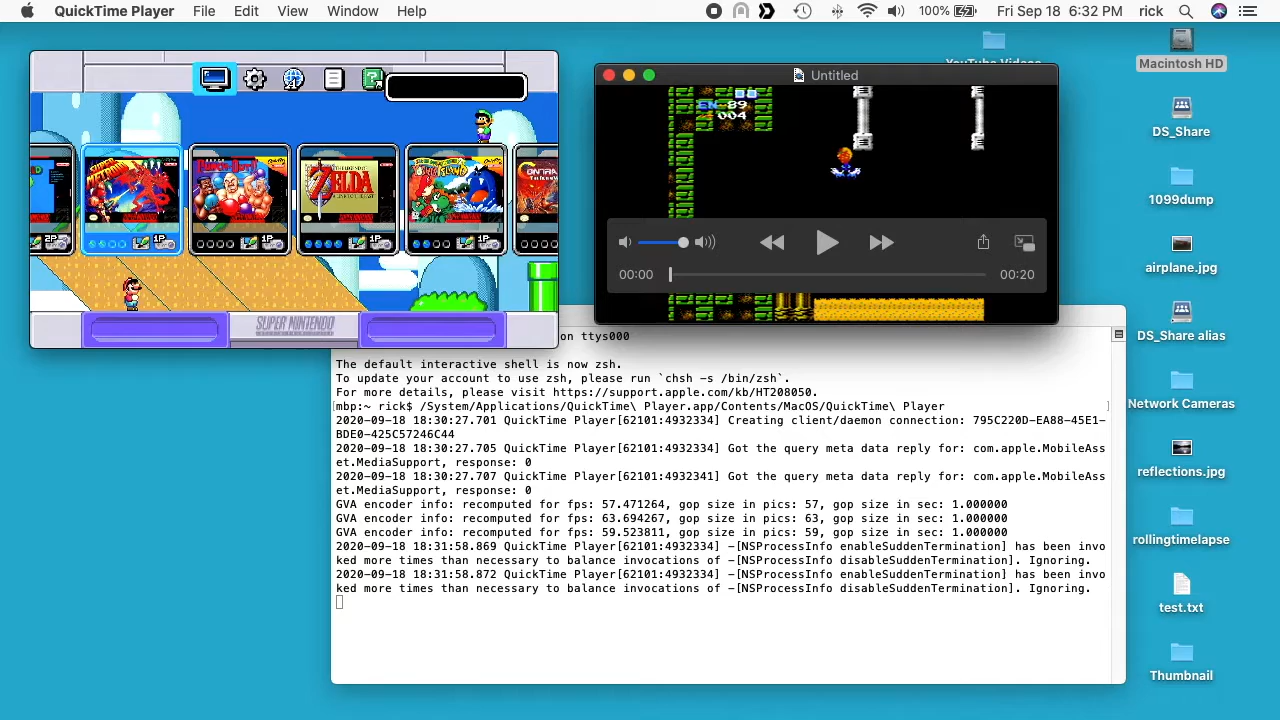 QuickTime Player File Edit View Window Help
100% Fri Sep 18 6:32 PM rick
Macintosh HD
DS_Share
1099dump
airplane.jpg
DS_Share alias
Network Cameras
reflections.jpg
rollingtimelapse
test.txt
Thumbnail
SUPER METROID
ZELDA
1P 1P 1P 1P
SUPER NINTENDO
Untitled
EN 89
004
00:00 00:20
on ttys000
The default interactive shell is now zsh.
To update your account to use zsh, please run `chsh -s /bin/zsh`.
For more details, please visit https://support.apple.com/kb/HT208050.
[mbp:~ rick$ /System/Applications/QuickTime\ Player.app/Contents/MacOS/QuickTime\ Player ]
2020-09-18 18:30:27.701 QuickTime Player[62101:4932334] Creating client/daemon connection: 795C220D-EA88-45E1-
BDE0-425C57246C44
2020-09-18 18:30:27.705 QuickTime Player[62101:4932334] Got the query meta data reply for: com.apple.MobileAss
et.MediaSupport, response: 0
2020-09-18 18:30:27.707 QuickTime Player[62101:4932341] Got the query meta data reply for: com.apple.MobileAss
et.MediaSupport, response: 0
GVA encoder info: recomputed for fps: 57.471264, gop size in pics: 57, gop size in sec: 1.000000
GVA encoder info: recomputed for fps: 63.694267, gop size in pics: 63, gop size in sec: 1.000000
GVA encoder info: recomputed for fps: 59.523811, gop size in pics: 59, gop size in sec: 1.000000
2020-09-18 18:31:58.869 QuickTime Player[62101:4932334] -[NSProcessInfo enableSuddenTermination] has been invo
ked more times than necessary to balance invocations of -[NSProcessInfo disableSuddenTermination]. Ignoring.
2020-09-18 18:31:58.872 QuickTime Player[62101:4932334] -[NSProcessInfo enableSuddenTermination] has been invo
ked more times than necessary to balance invocations of -[NSProcessInfo disableSuddenTermination]. Ignoring.